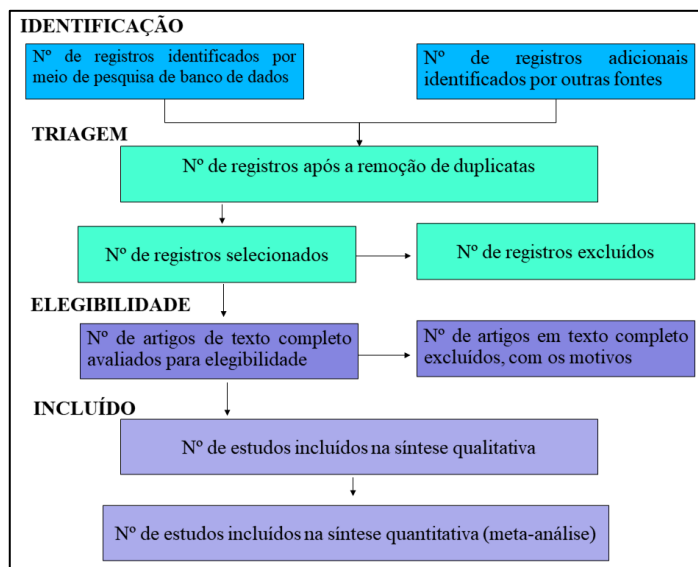 IDENTIFICAÇÃO
Nº de registros identificados por
meio de pesquisa de banco de dados
Nº de registros adicionais
identificados por outras fontes
TRIAGEM
Nº de registros após a remoção de duplicatas
Nº de registros selecionados
Nº de registros excluídos
ELEGIBILIDADE
Nº de artigos de texto completo
avaliados para elegibilidade
Nº de artigos em texto completo
excluídos, com os motivos
INCLUÍDO
Nº de estudos incluídos na síntese qualitativa
Nº de estudos incluídos na síntese quantitativa (meta-análise)